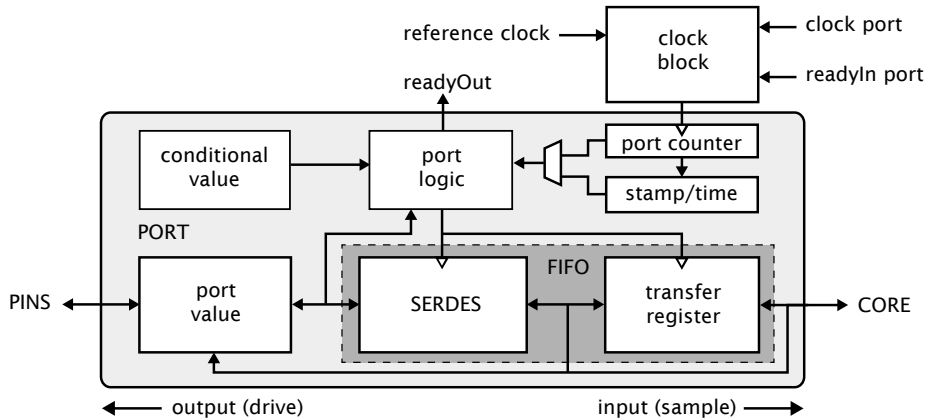 reference clock
clock
block
clock port
readyIn port
readyOut
conditional
value
port
logic
port counter
stamp/time
PORT
FIFO
PINS
port
value
SERDES
transfer
register
CORE
output (drive)
input (sample)